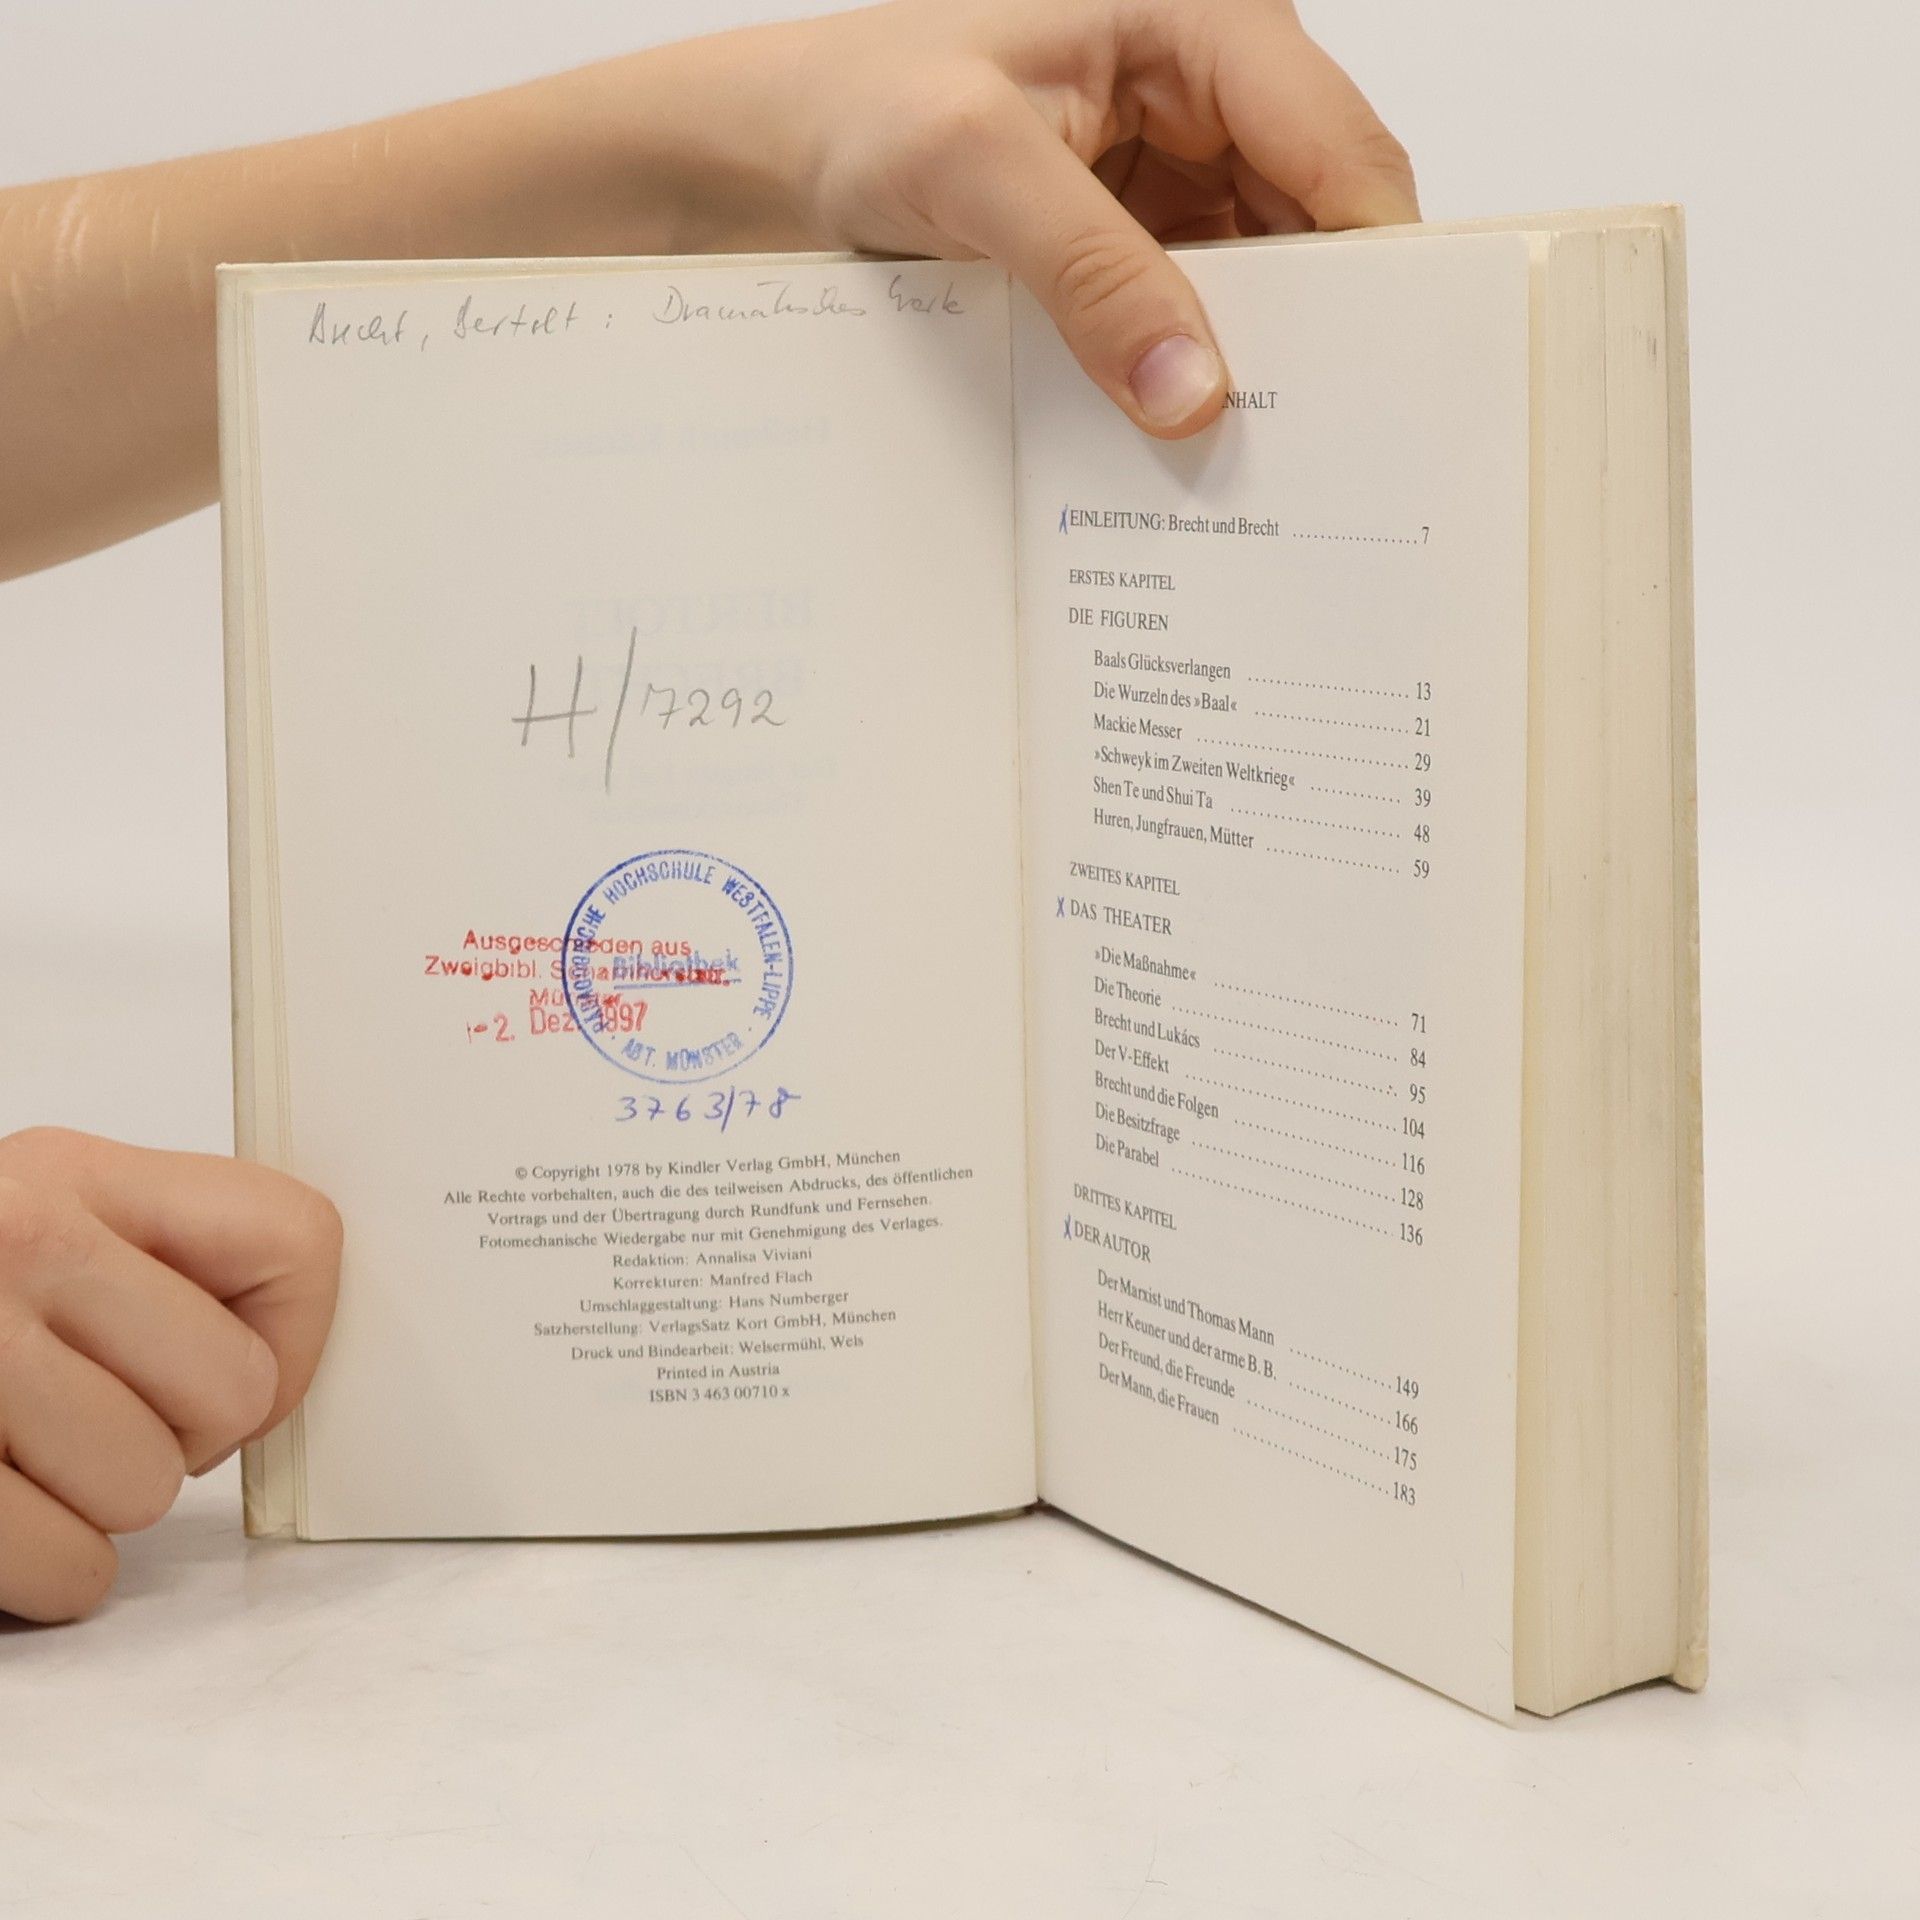 Brecht, Bertolt : Dramatisches Werk
H/7292
PÄDAGOGISCHE HOCHSCHULE WESTFALEN-LIPPE
Bibliothek
· ABT. MÜNSTER ·
Ausgeschieden aus
Zweigbibl. Scharnhorststr.
Münster
- 2. Dez. 1997
3763/78
© Copyright 1978 by Kindler Verlag GmbH, München
Alle Rechte vorbehalten, auch die des teilweisen Abdrucks, des öffentlichen
Vortrags und der Übertragung durch Rundfunk und Fernsehen.
Fotomechanische Wiedergabe nur mit Genehmigung des Verlages.
Redaktion: Annalisa Viviani
Korrekturen: Manfred Flach
Umschlaggestaltung: Hans Numberger
Satzherstellung: VerlagsSatz Kort GmbH, München
Druck und Bindearbeit: Welsermühl, Wels
Printed in Austria
ISBN 3 463 00710 x
NHALT
X EINLEITUNG: Brecht und Brecht .................. 7
ERSTES KAPITEL
DIE FIGUREN
Baals Glücksverlangen ........................ 13
Die Wurzeln des »Baal« ....................... 21
Mackie Messer ................................ 29
»Schweyk im Zweiten Weltkrieg« ............. 39
Shen Te und Shui Ta .......................... 48
Huren, Jungfrauen, Mütter .................... 59
ZWEITES KAPITEL
X DAS THEATER
»Die Maßnahme« ............................. 71
Die Theorie .................................. 84
Brecht und Lukács ............................ 95
Der V-Effekt ................................. 104
Brecht und die Folgen ........................ 116
Die Besitzfrage .............................. 128
Die Parabel .................................. 136
DRITTES KAPITEL
X DER AUTOR
Der Marxist und Thomas Mann ............... 149
Herr Keuner und der arme B. B. ............... 166
Der Freund, die Freunde ...................... 175
Der Mann, die Frauen ........................ 183